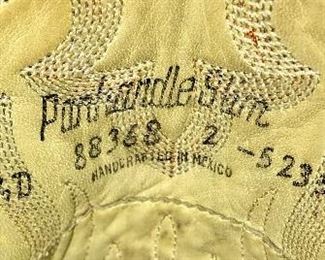 Panhandle Slim
88368 2 -523
HANDCRAFTED IN MEXICO
D